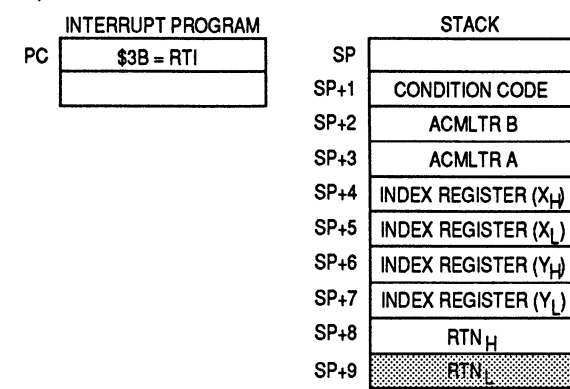 INTERRUPT PROGRAM
PC $3B = RTI
STACK
SP
SP+1 CONDITION CODE
SP+2 ACMLTR B
SP+3 ACMLTR A
SP+4 INDEX REGISTER (XH)
SP+5 INDEX REGISTER (XL)
SP+6 INDEX REGISTER (YH)
SP+7 INDEX REGISTER (YL)
SP+8 RTNH
SP+9 RTNL